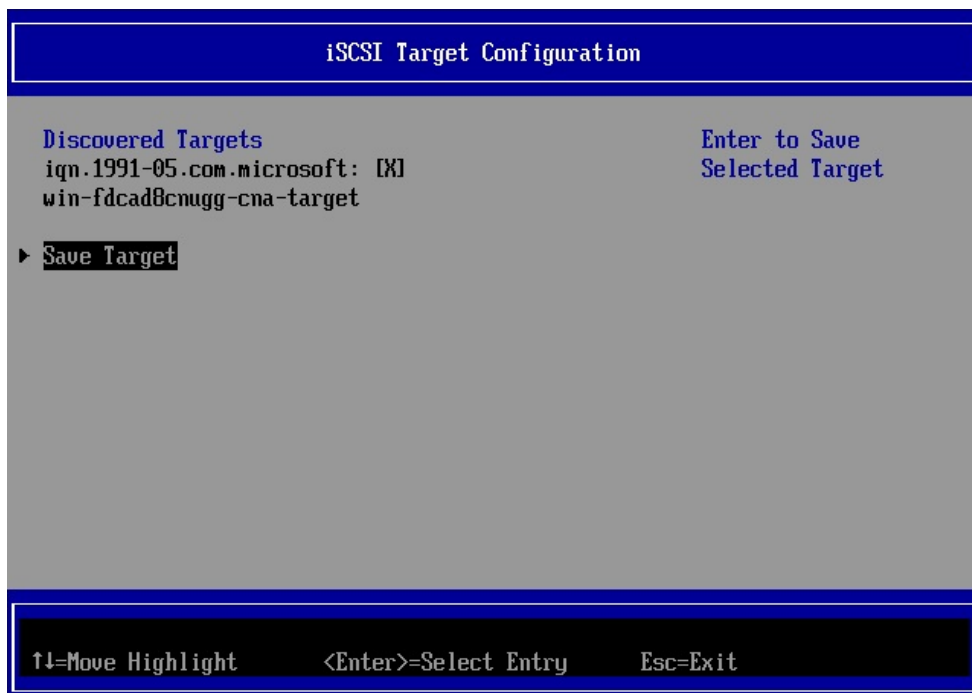 iSCSI Target Configuration
Discovered Targets
Enter to Save
iqn.1991-05.com.microsoft: [X]
Selected Target
win-fdcad8cnugg-cna-target
Save Target
↑↓=Move Highlight <Enter>=Select Entry Esc=Exit